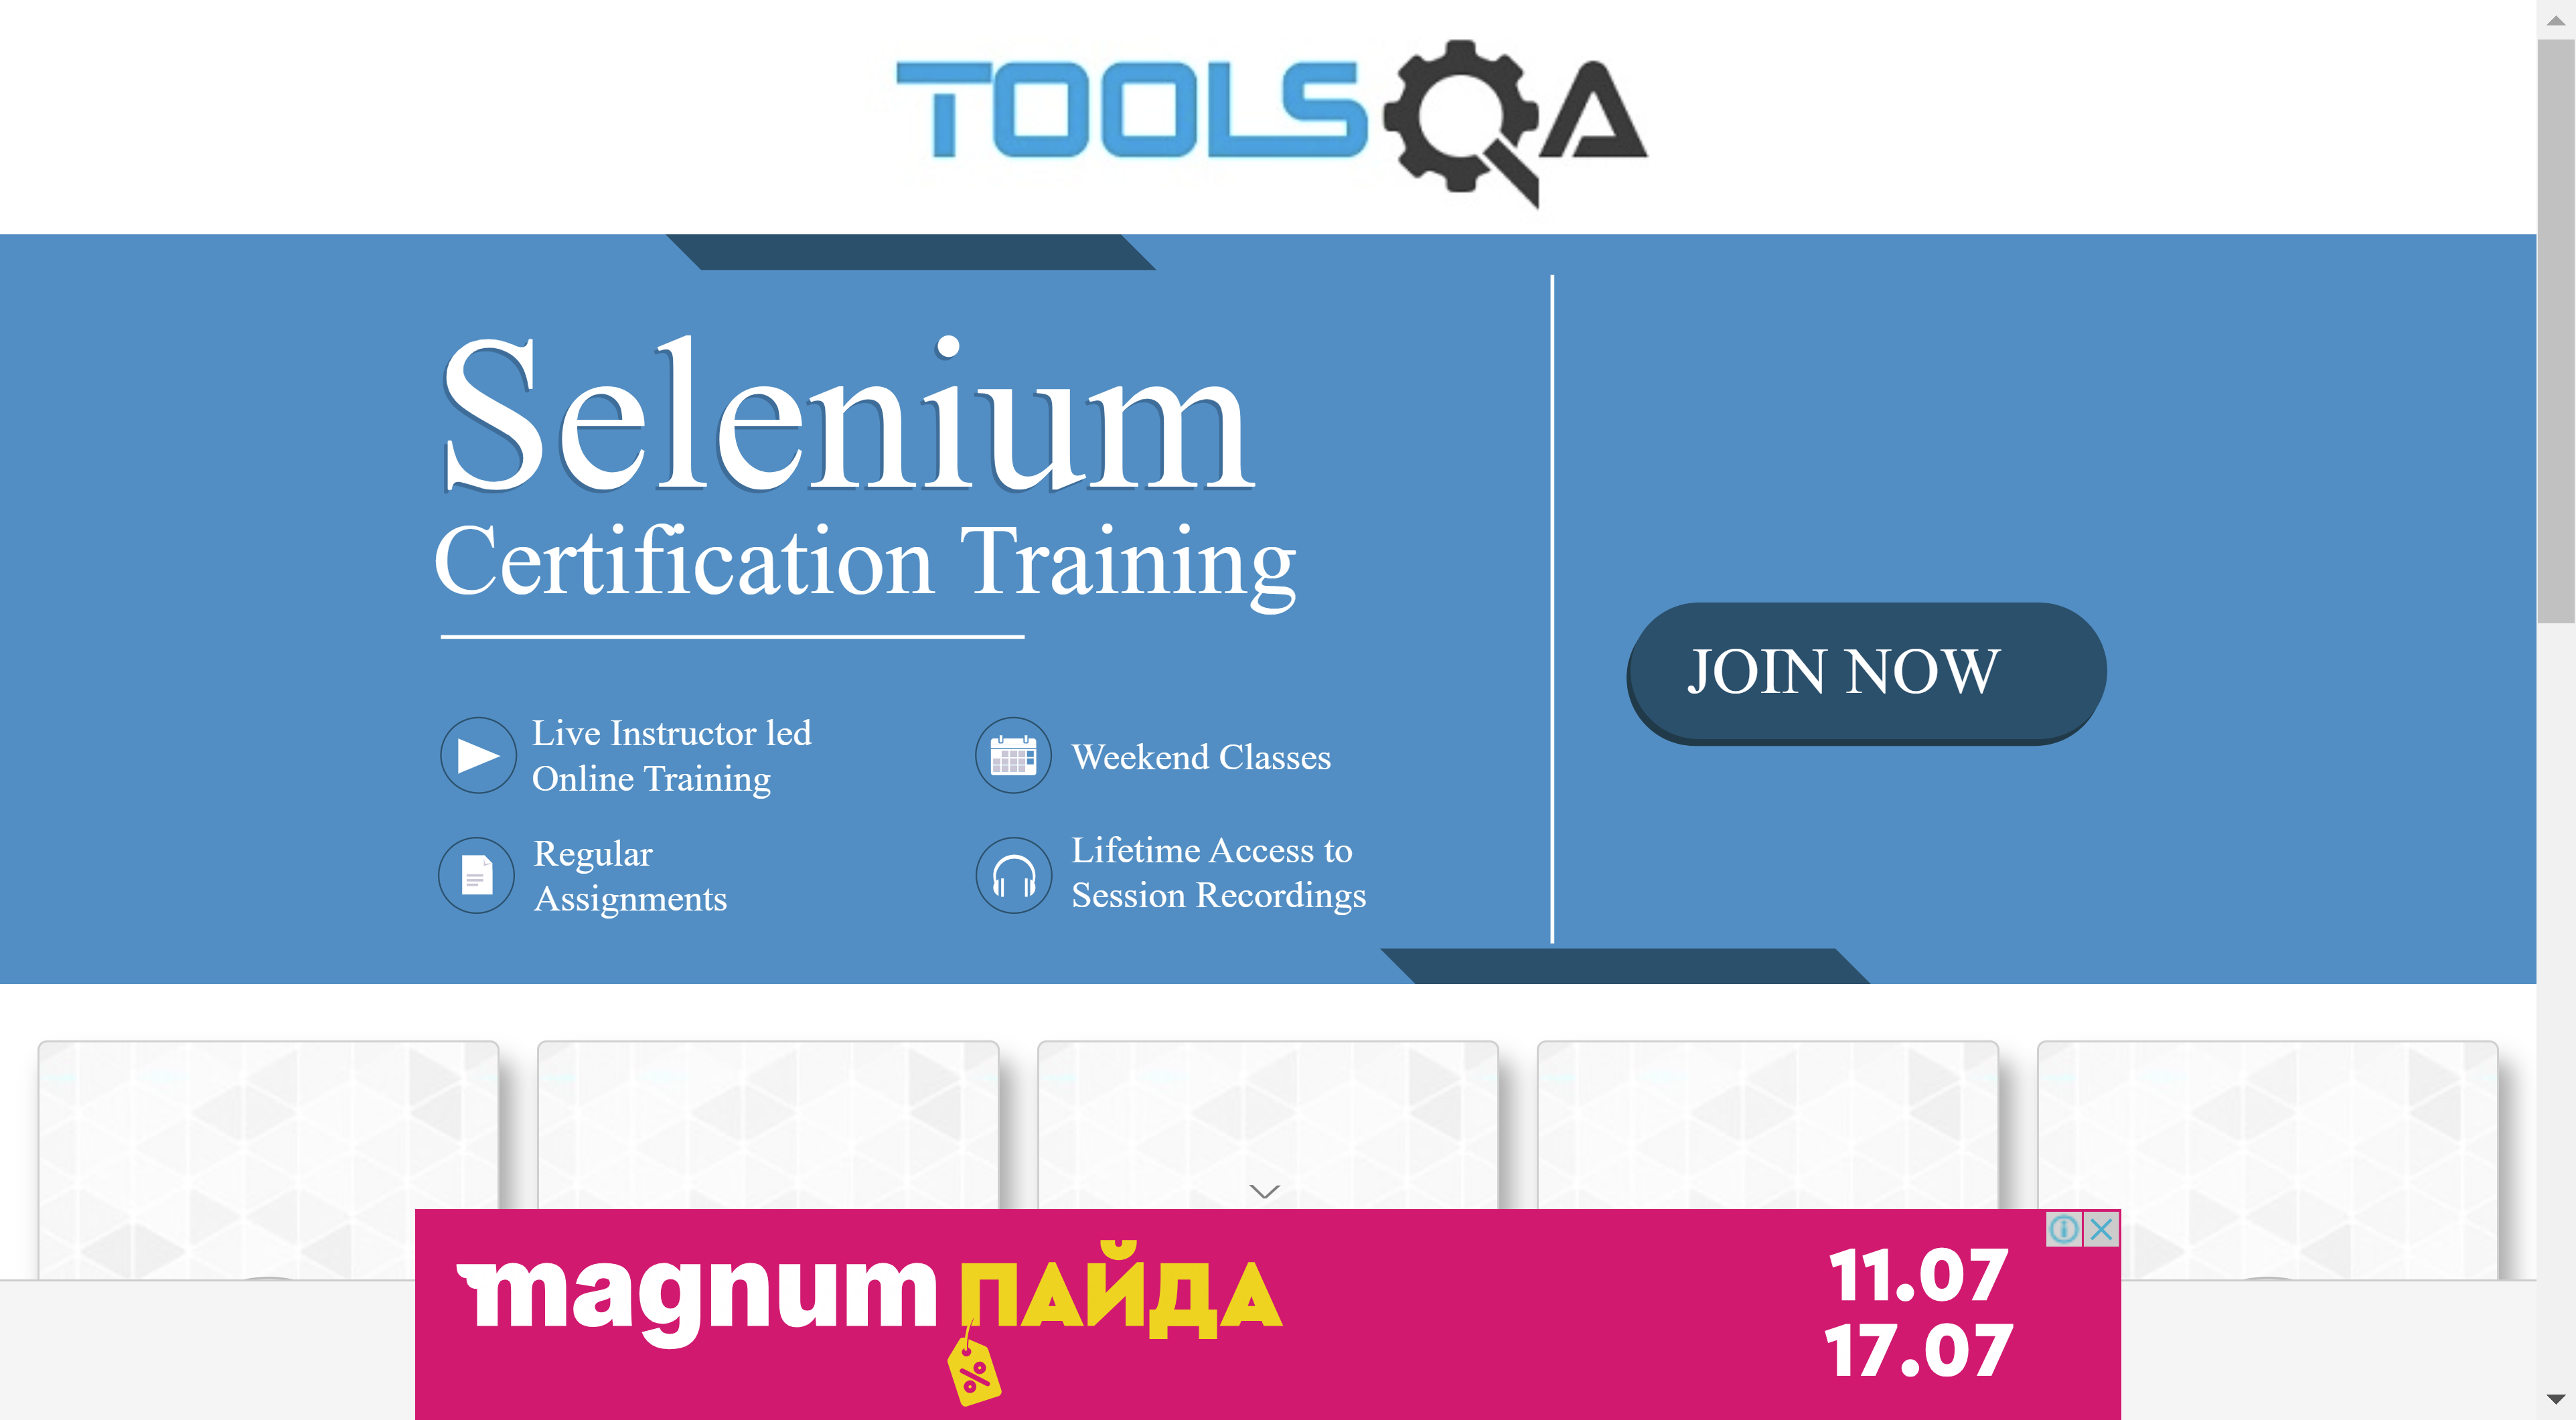 TOOLSQA
Selenium
Certification Training
JOIN NOW
Live Instructor led
Online Training
Weekend Classes
Regular
Assignments
Lifetime Access to
Session Recordings
magnum ПАЙДА
%
11.07
17.07